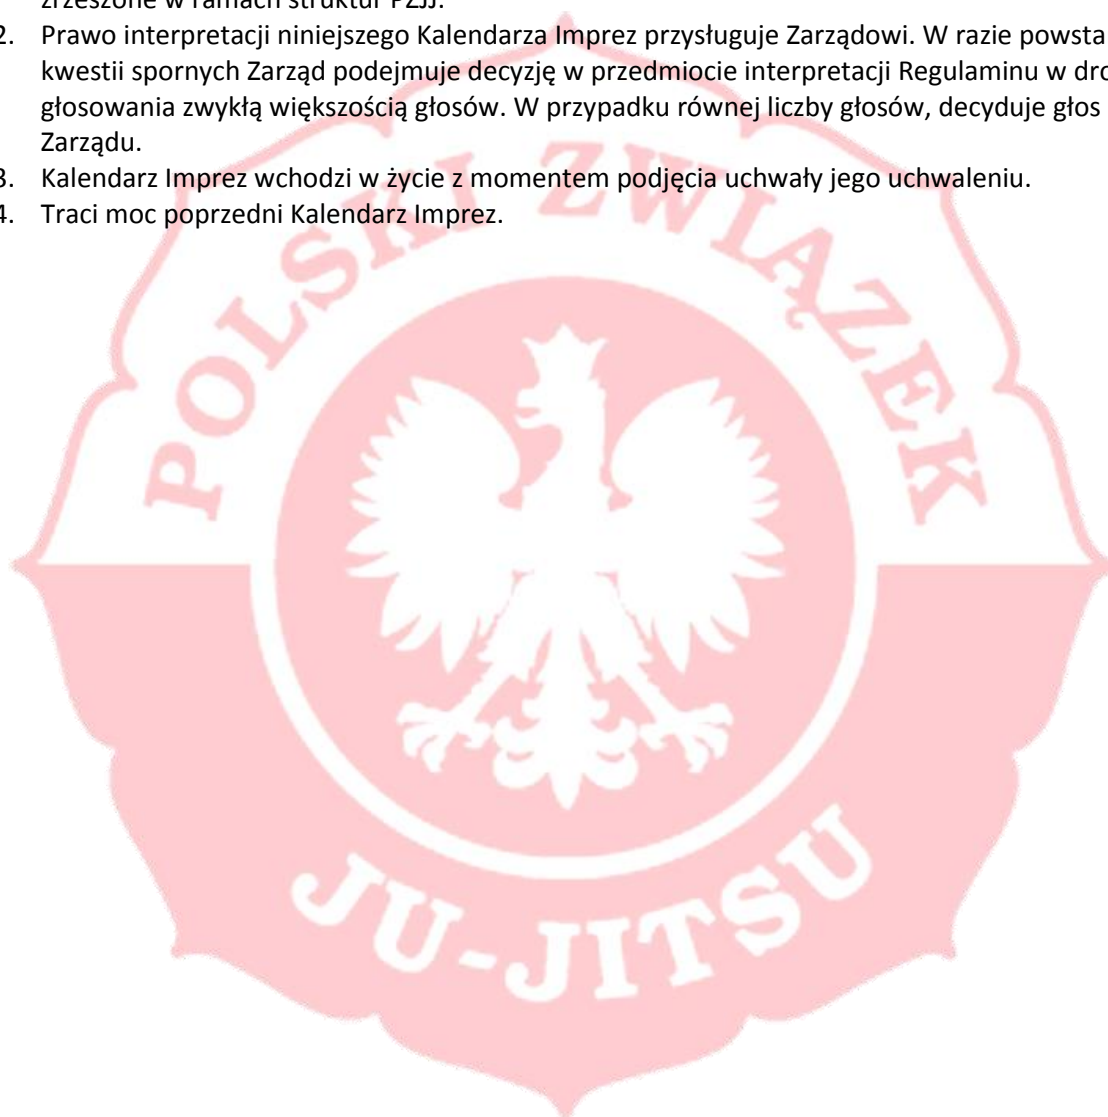 zrzeszone w ramach struktur PZJJ.
2. Prawo interpretacji niniejszego Kalendarza Imprez przysługuje Zarządowi. W razie powsta
kwestii spornych Zarząd podejmuje decyzję w przedmiocie interpretacji Regulaminu w dro
głosowania zwykłą większością głosów. W przypadku równej liczby głosów, decyduje głos
Zarządu.
3. Kalendarz Imprez wchodzi w życie z momentem podjęcia uchwały jego uchwaleniu.
4. Traci moc poprzedni Kalendarz Imprez.
POLSKI ZWIĄZEK
JU-JITSU